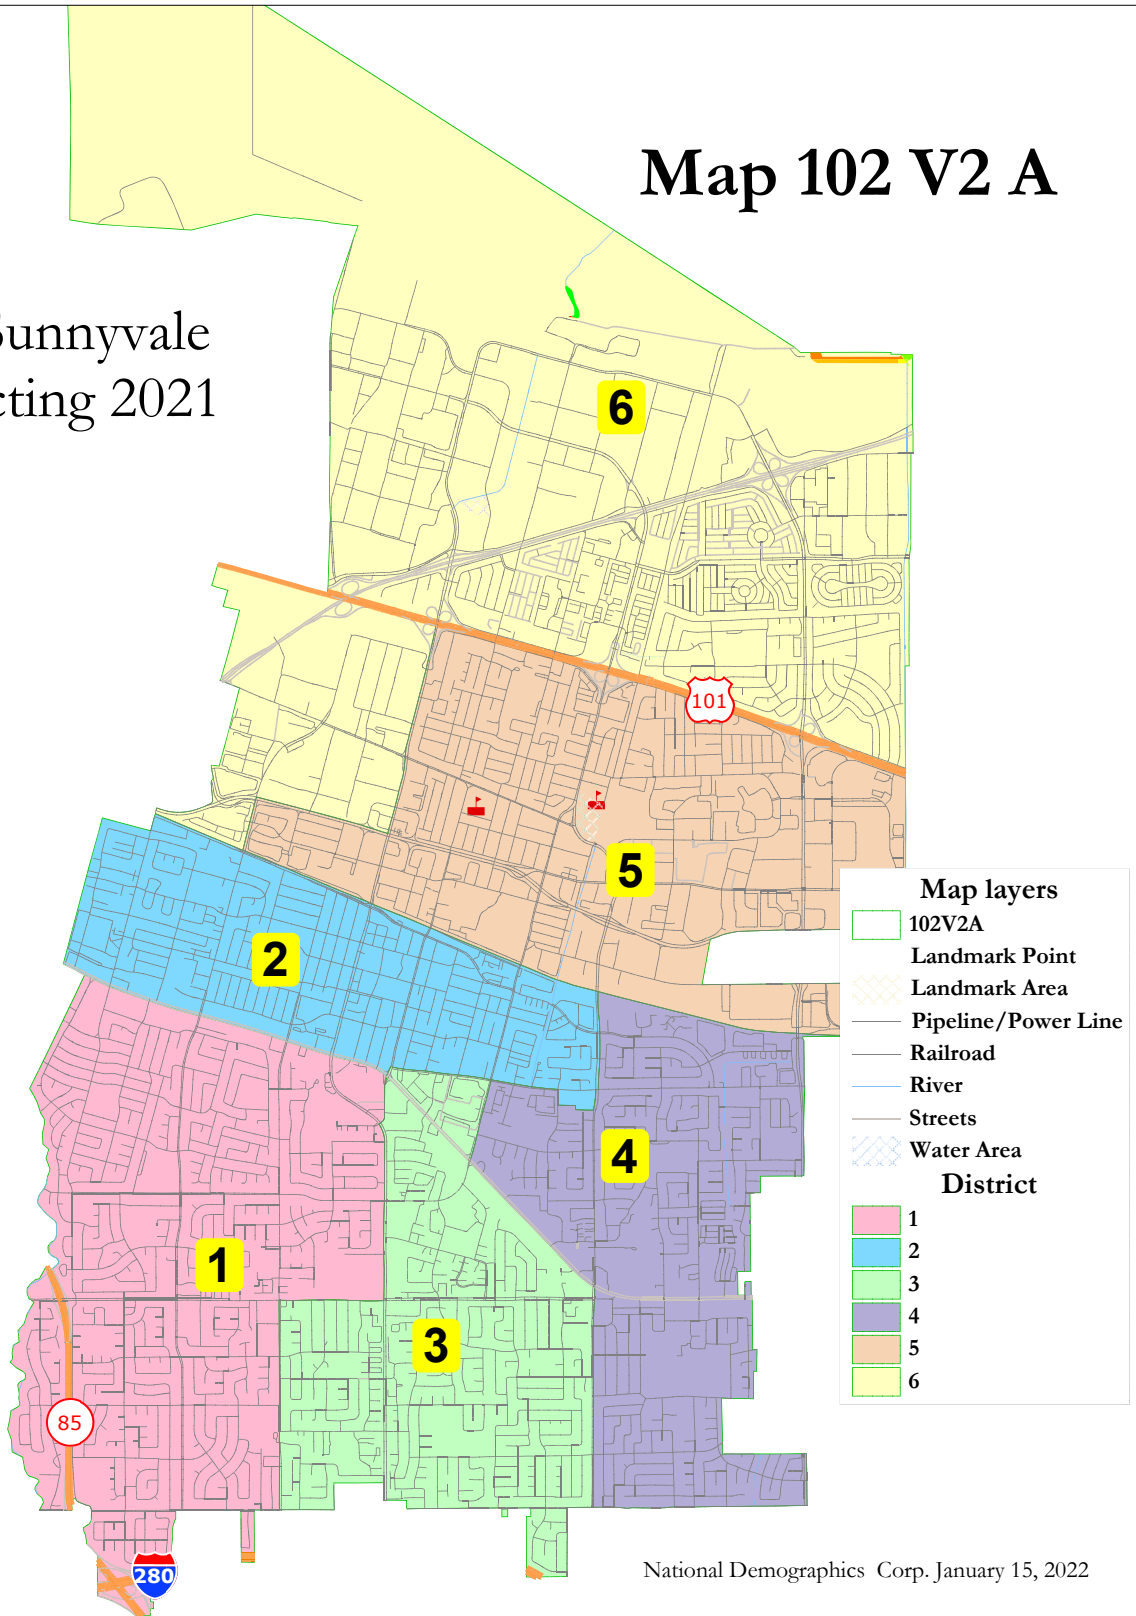 Map 102 V2 A
unnyvale
cting 2021
6
101
5
2
4
1
3
85
280
Map layers
102V2A
Landmark Point
Landmark Area
Pipeline/Power Line
Railroad
River
Streets
Water Area
District
1
2
3
4
5
6
National Demographics Corp. January 15, 2022